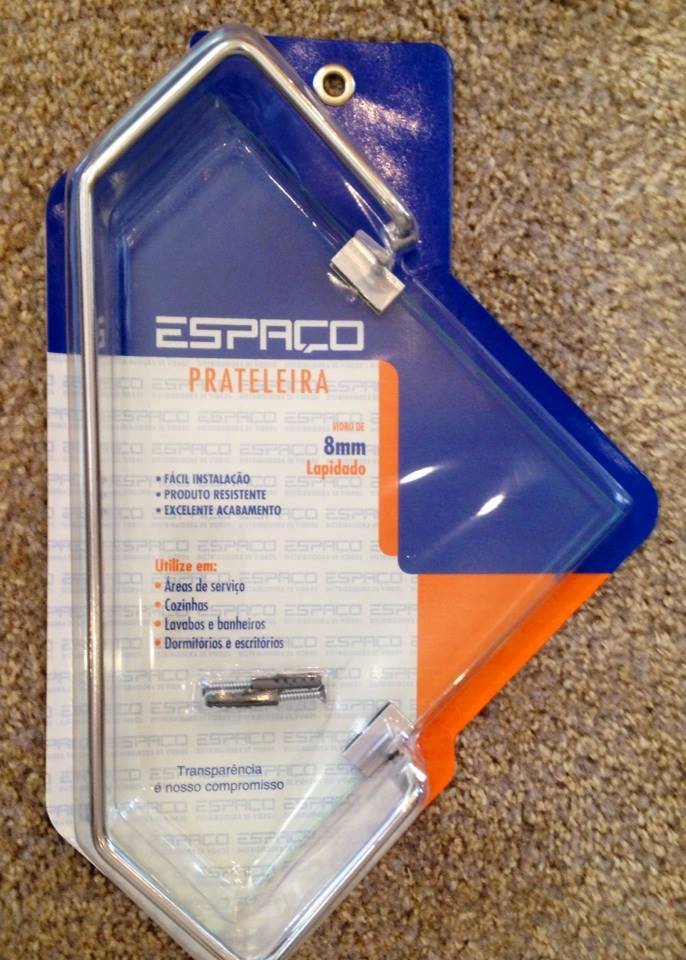 ESPAÇO
PRATELEIRA
VIDRO DE
8mm
Lapidado
• FÁCIL INSTALAÇÃO
• PRODUTO RESISTENTE
• EXCELENTE ACABAMENTO
Utilize em:
• Áreas de serviço
• Cozinhas
• Lavabos e banheiros
• Dormitórios e escritórios
Transparência
é nosso compromisso